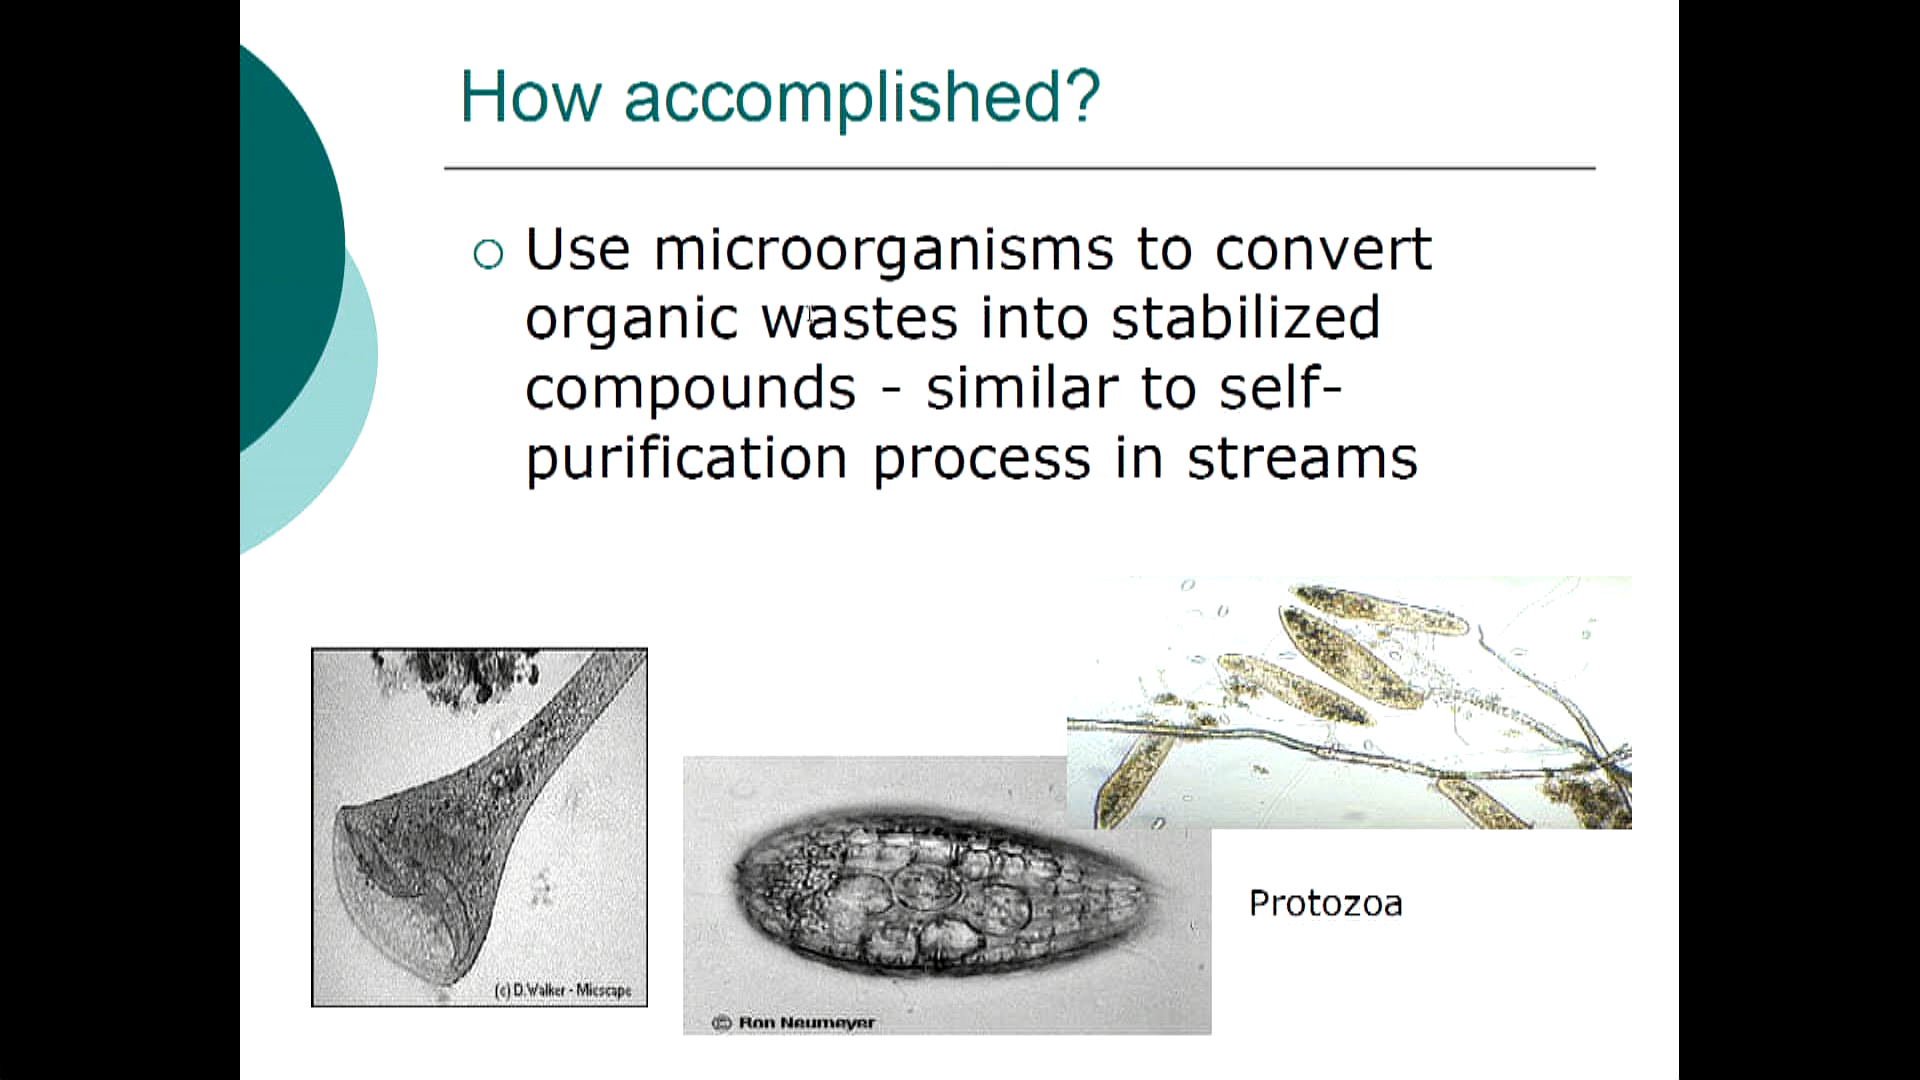 How accomplished?
Use microorganisms to convert
organic wastes into stabilized
compounds - similar to self-
purification process in streams
(c) D.Walker - Micscape
© Ron Neumeyer
Protozoa